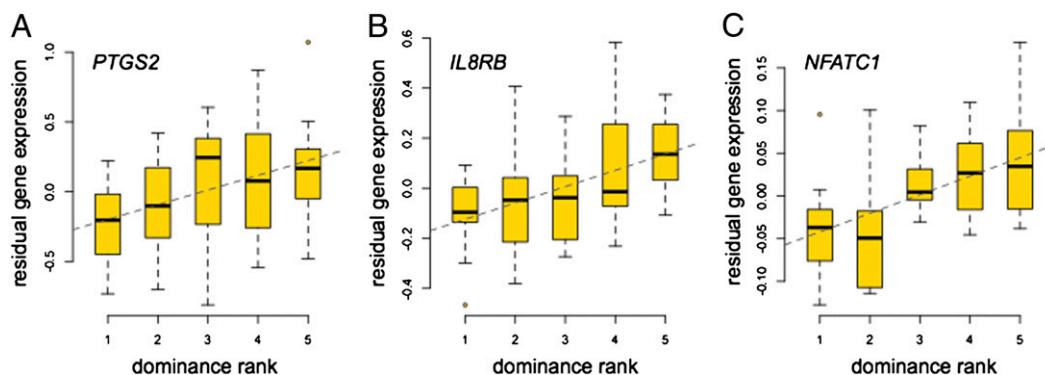 A
PTGS2
residual gene expression
1.0
0.5
0.0
-0.5
1 2 3 4 5
dominance rank
B
IL8RB
residual gene expression
0.6
0.4
0.2
-0.2
-0.4
1 2 3 4 5
dominance rank
C
NFATC1
residual gene expression
0.15
0.10
0.05
0.00
-0.05
-0.10
1 2 3 4 5
dominance rank